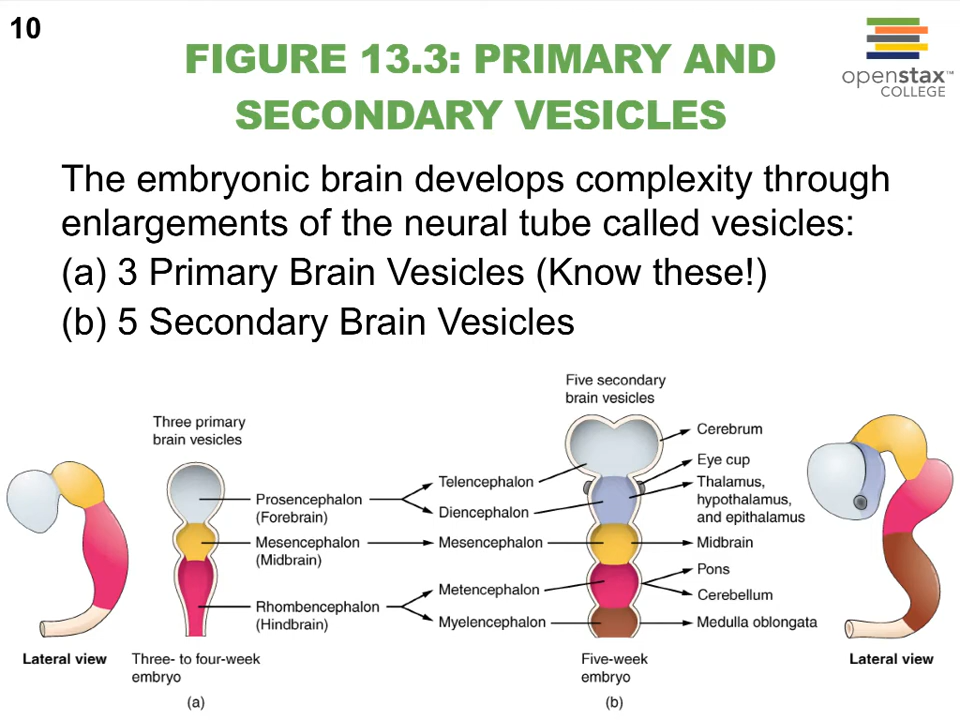 10
FIGURE 13.3: PRIMARY AND
SECONDARY VESICLES
openstax™
COLLEGE
The embryonic brain develops complexity through
enlargements of the neural tube called vesicles:
(a) 3 Primary Brain Vesicles (Know these!)
(b) 5 Secondary Brain Vesicles
Three primary
brain vesicles
Prosencephalon
(Forebrain)
Mesencephalon
(Midbrain)
Rhombencephalon
(Hindbrain)
Lateral view
Three- to four-week
embryo
(a)
Five secondary
brain vesicles
Telencephalon
Diencephalon
Mesencephalon
Metencephalon
Myelencephalon
Cerebrum
Eye cup
Thalamus,
hypothalamus,
and epithalamus
Midbrain
Pons
Cerebellum
Medulla oblongata
Five-week
embryo
(b)
Lateral view